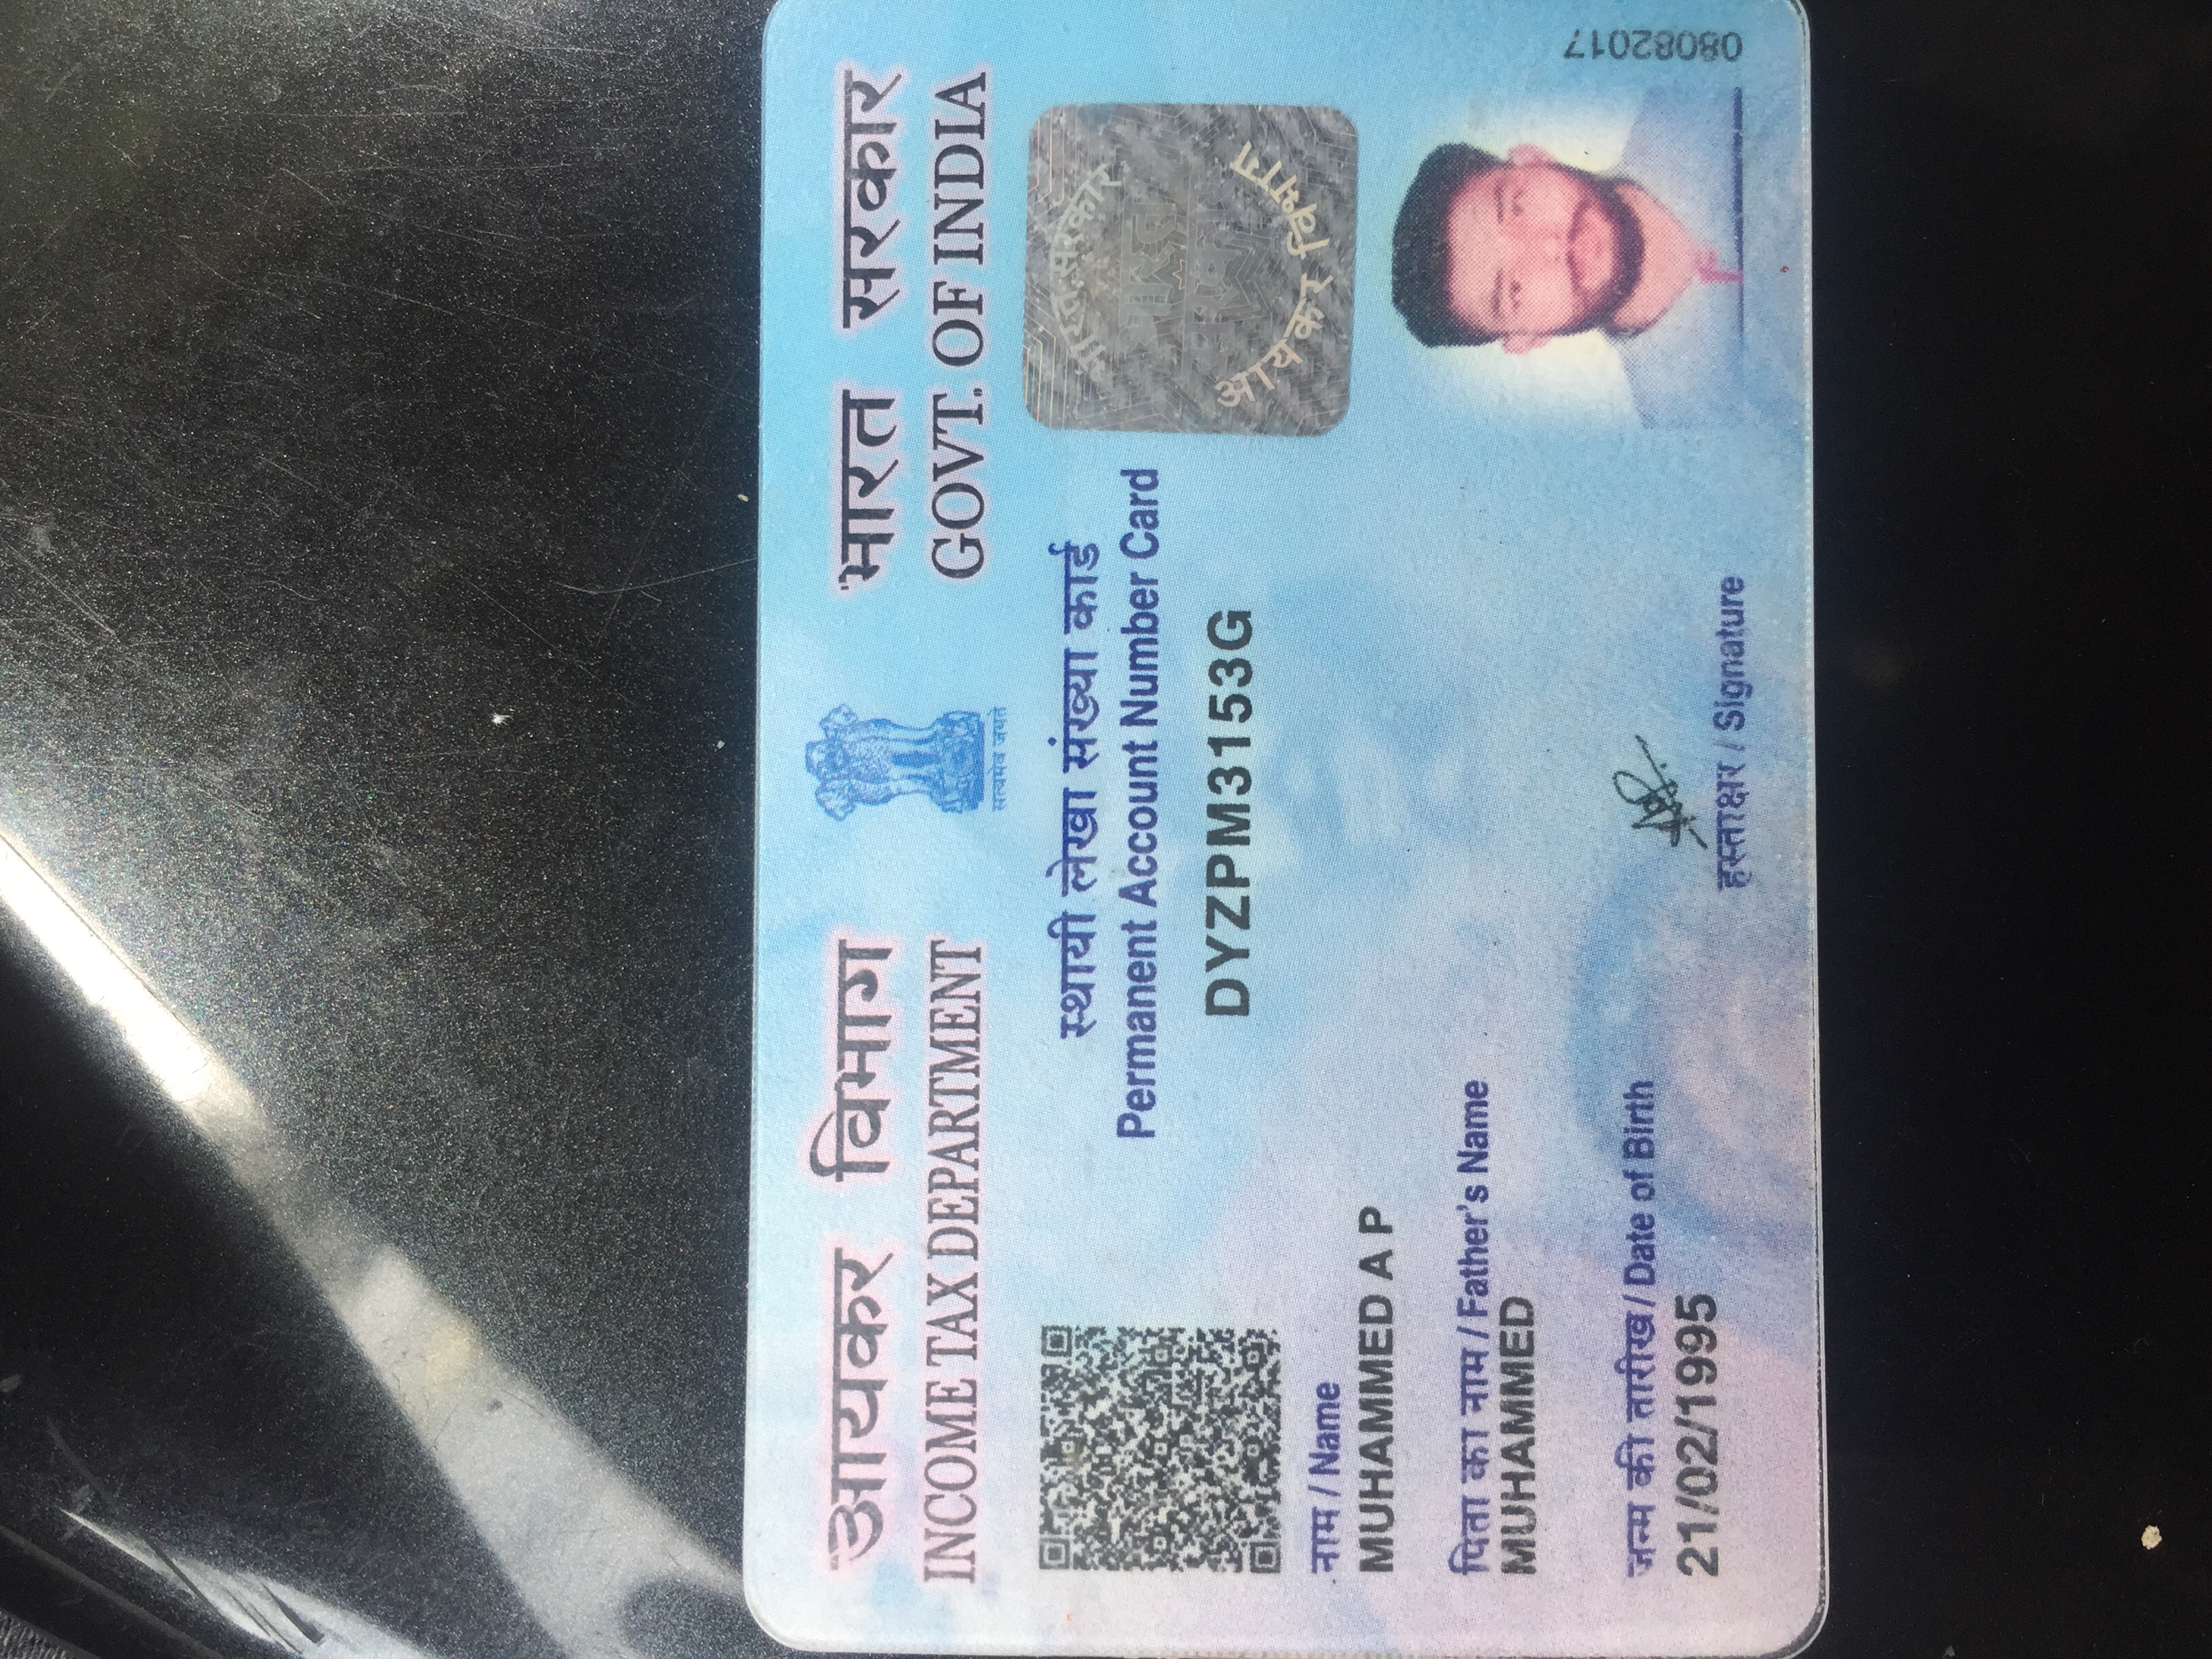 आयकर विभाग
INCOME TAX DEPARTMENT
सत्यमेव जयते
भारत सरकार
GOVT. OF INDIA
स्थायी लेखा संख्या कार्ड
Permanent Account Number Card
DYZPM3153G
भारत सरकार
भारत
आयकर विभाग
नाम / Name
MUHAMMED A P
पिता का नाम / Father's Name
MUHAMMED
जन्म की तारीख / Date of Birth
21/02/1995
हस्ताक्षर / Signature
08082017